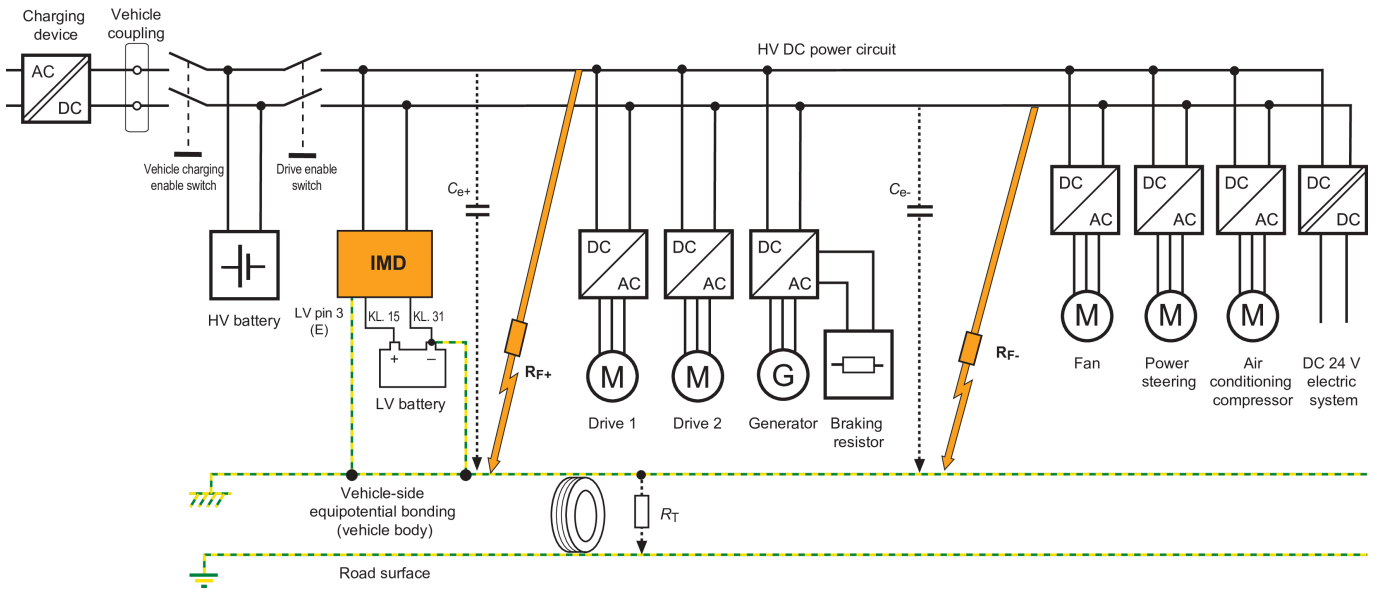 Charging
device
Vehicle
coupling
HV DC power circuit
AC
DC
Vehicle charging
enable switch
Drive enable
switch
HV battery
IMD
LV pin 3
(E)
KL. 15
KL. 31
+
–
LV battery
Ce+
RF+
DC
AC
M
Drive 1
DC
AC
M
Drive 2
DC
AC
G
Generator
Braking
resistor
Ce-
RF-
DC
AC
M
Fan
DC
AC
M
Power
steering
DC
AC
M
Air
conditioning
compressor
DC
DC
DC 24 V
electric
system
Vehicle-side
equipotential bonding
(vehicle body)
RT
Road surface